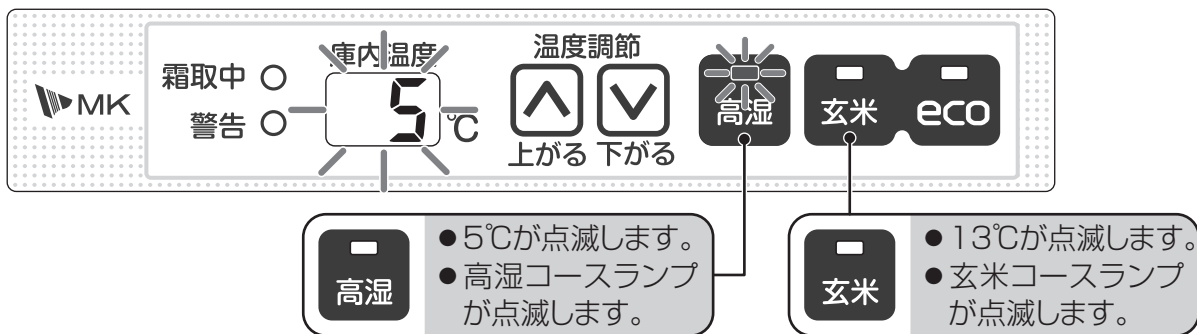 庫内温度
温度調節
霜取中
警告
MK
5
℃
上がる 下がる
高湿
玄米
eco
高湿
●5℃が点滅します。
●高湿コースランプ
が点滅します。
玄米
●13℃が点滅します。
●玄米コースランプ
が点滅します。